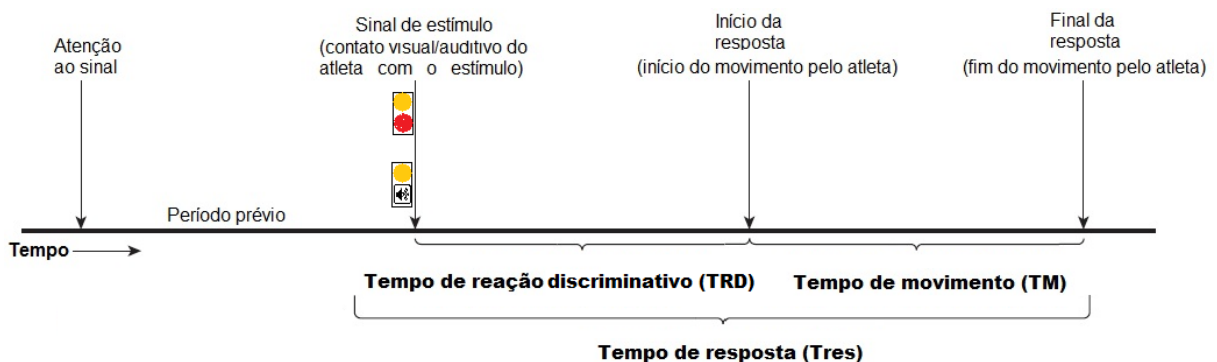 Atenção
ao sinal
Sinal de estímulo
(contato visual/auditivo do
atleta com o estímulo)
Início da
resposta
(início do movimento pelo atleta)
Final da
resposta
(fim do movimento pelo atleta)
Período prévio
Tempo
Tempo de reação discriminativo (TRD)
Tempo de movimento (TM)
Tempo de resposta (Tres)